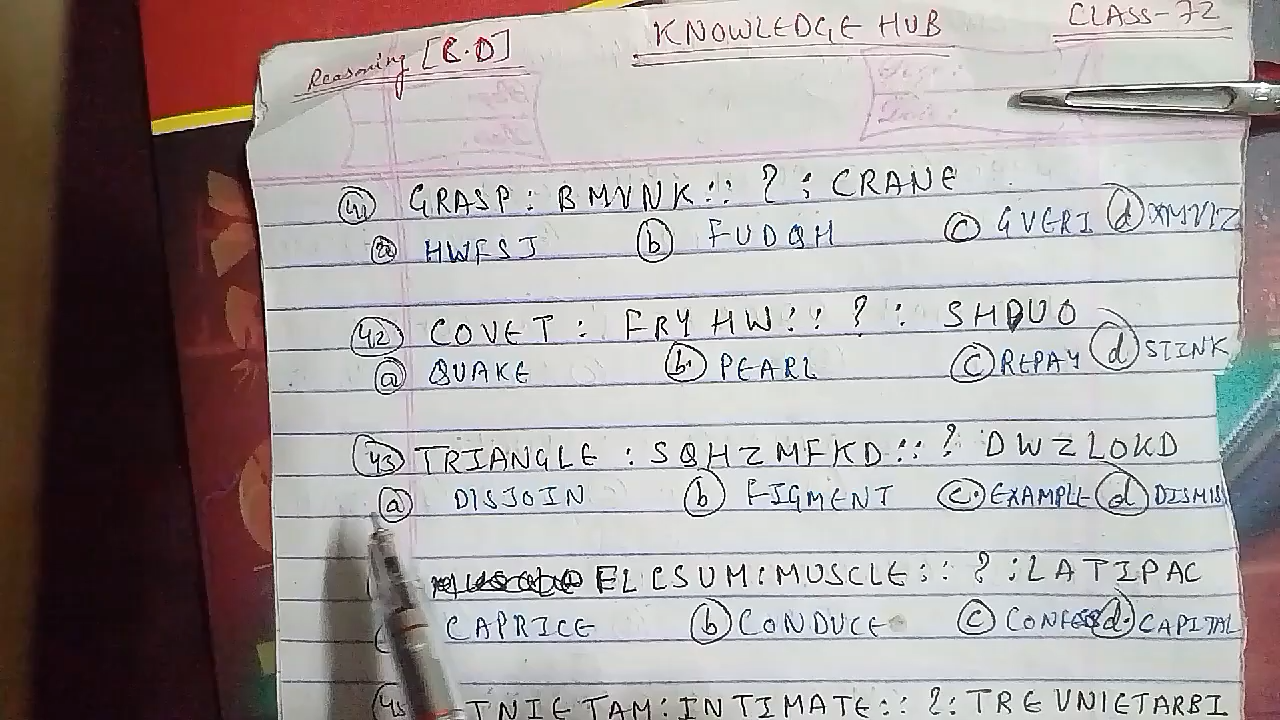 Reasoning [R.D] KNOWLEDGE HUB CLASS-72
41 GRASP : BMVNK :: ? : CRANE
a HWFSJ b FUDQH c GVERI d XMVIZ
42 COVET : FRYHW :: ? : SHDUO
a QUAKE b. PEARL c REPAY d STINK
43 TRIANGLE : SQHZMFKD :: ? DWZLOKD
a DISJOIN b FIGMENT c. EXAMPLE d DISMIS
ELCSUM : MUSCLE :: ? : LATIPAC
CAPRICE b CONDUCE c CONFESS d. CAPITAL
45 TNIETAM : INTIMATE :: ? : TREVNIETARBI